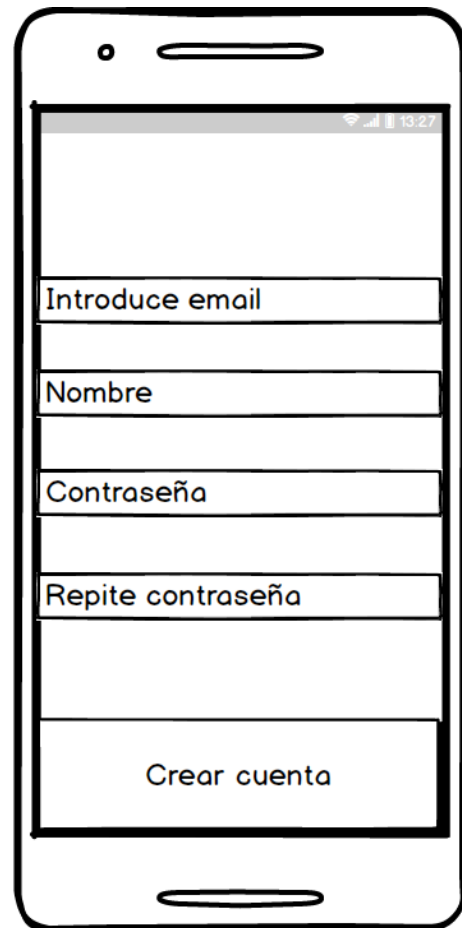 13:27
Introduce email
Nombre
Contraseña
Repite contraseña
Crear cuenta